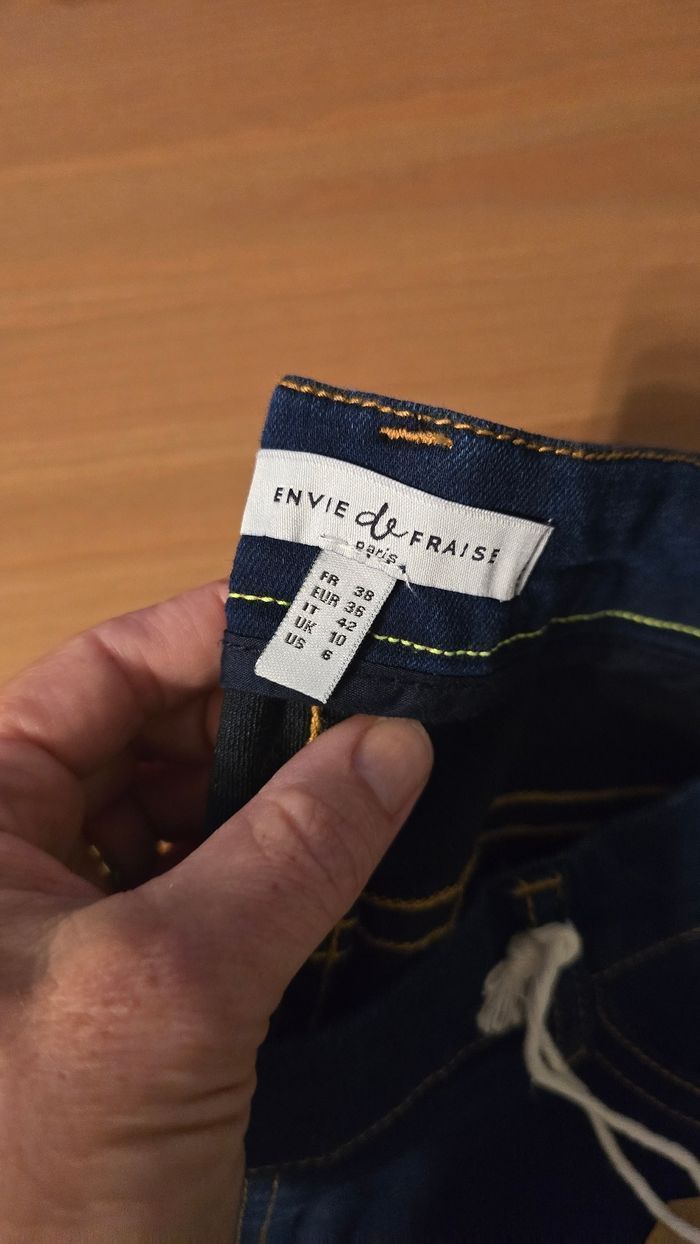 ENVIE de FRAISE
paris
FR 38
EUR 36
IT 42
UK 10
US 6